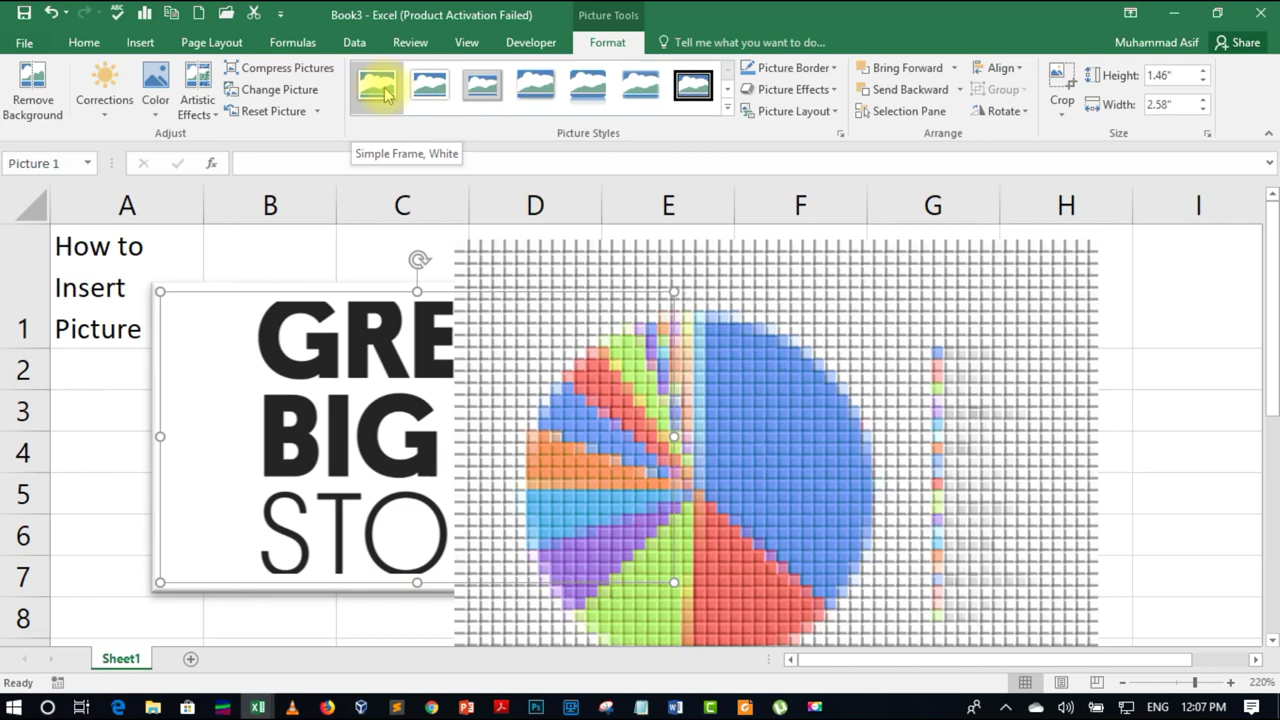 Book3 - Excel (Product Activation Failed)
Picture Tools
File
Home
Insert
Page Layout
Formulas
Data
Review
View
Developer
Format
Tell me what you want to do...
Muhammad Asif
Share
Remove Background
Corrections
Color
Artistic Effects
Compress Pictures
Change Picture
Reset Picture
Adjust
Picture Styles
Picture Border
Picture Effects
Picture Layout
Bring Forward
Send Backward
Selection Pane
Align
Group
Rotate
Arrange
Crop
Height: 1.46"
Width: 2.58"
Size
Simple Frame, White
Picture 1
fx
A B C D E F G H I
1
2
3
4
5
6
7
8
How to
Insert
Picture
GRE
BIG
STO
Sheet1
Ready
220%
ENG
12:07 PM